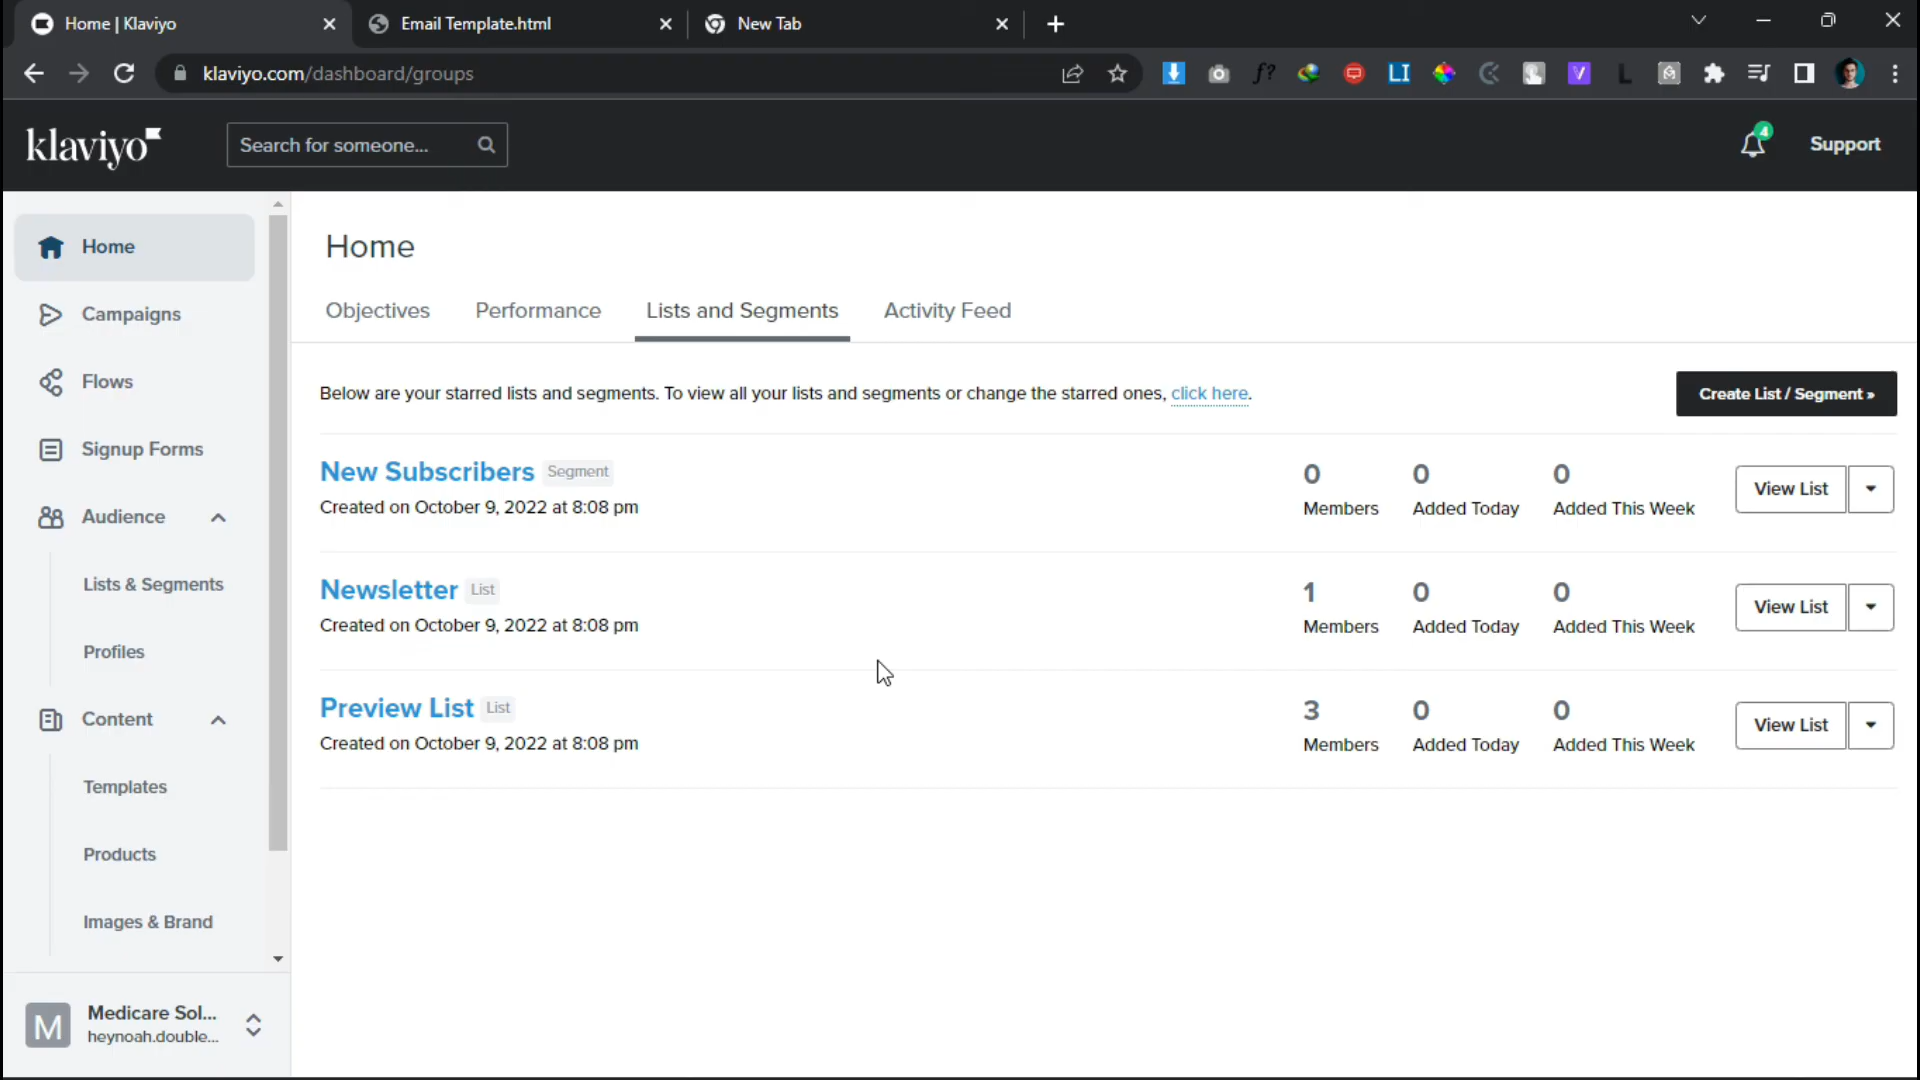 Home | Klaviyo
Email Template.html
New Tab
klaviyo.com/dashboard/groups
f?
LI
V
L
klaviyo
Search for someone...
4
Support
Home
Campaigns
Flows
Signup Forms
Audience
Lists & Segments
Profiles
Content
Templates
Products
Images & Brand
M
Medicare Sol...
heynoah.double...
Home
Objectives
Performance
Lists and Segments
Activity Feed
Below are your starred lists and segments. To view all your lists and segments or change the starred ones, click here.
Create List / Segment »
New Subscribers Segment
Created on October 9, 2022 at 8:08 pm
0 Members
0 Added Today
0 Added This Week
View List
Newsletter List
Created on October 9, 2022 at 8:08 pm
1 Members
0 Added Today
0 Added This Week
View List
Preview List List
Created on October 9, 2022 at 8:08 pm
3 Members
0 Added Today
0 Added This Week
View List